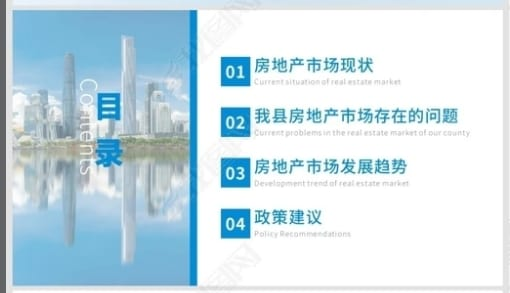 目录
Contents
01 房地产市场现状
Current situation of real estate market
02 我县房地产市场存在的问题
Current problems in the real estate market of our county
03 房地产市场发展趋势
Development trend of real estate market
04 政策建议
Policy Recommendations